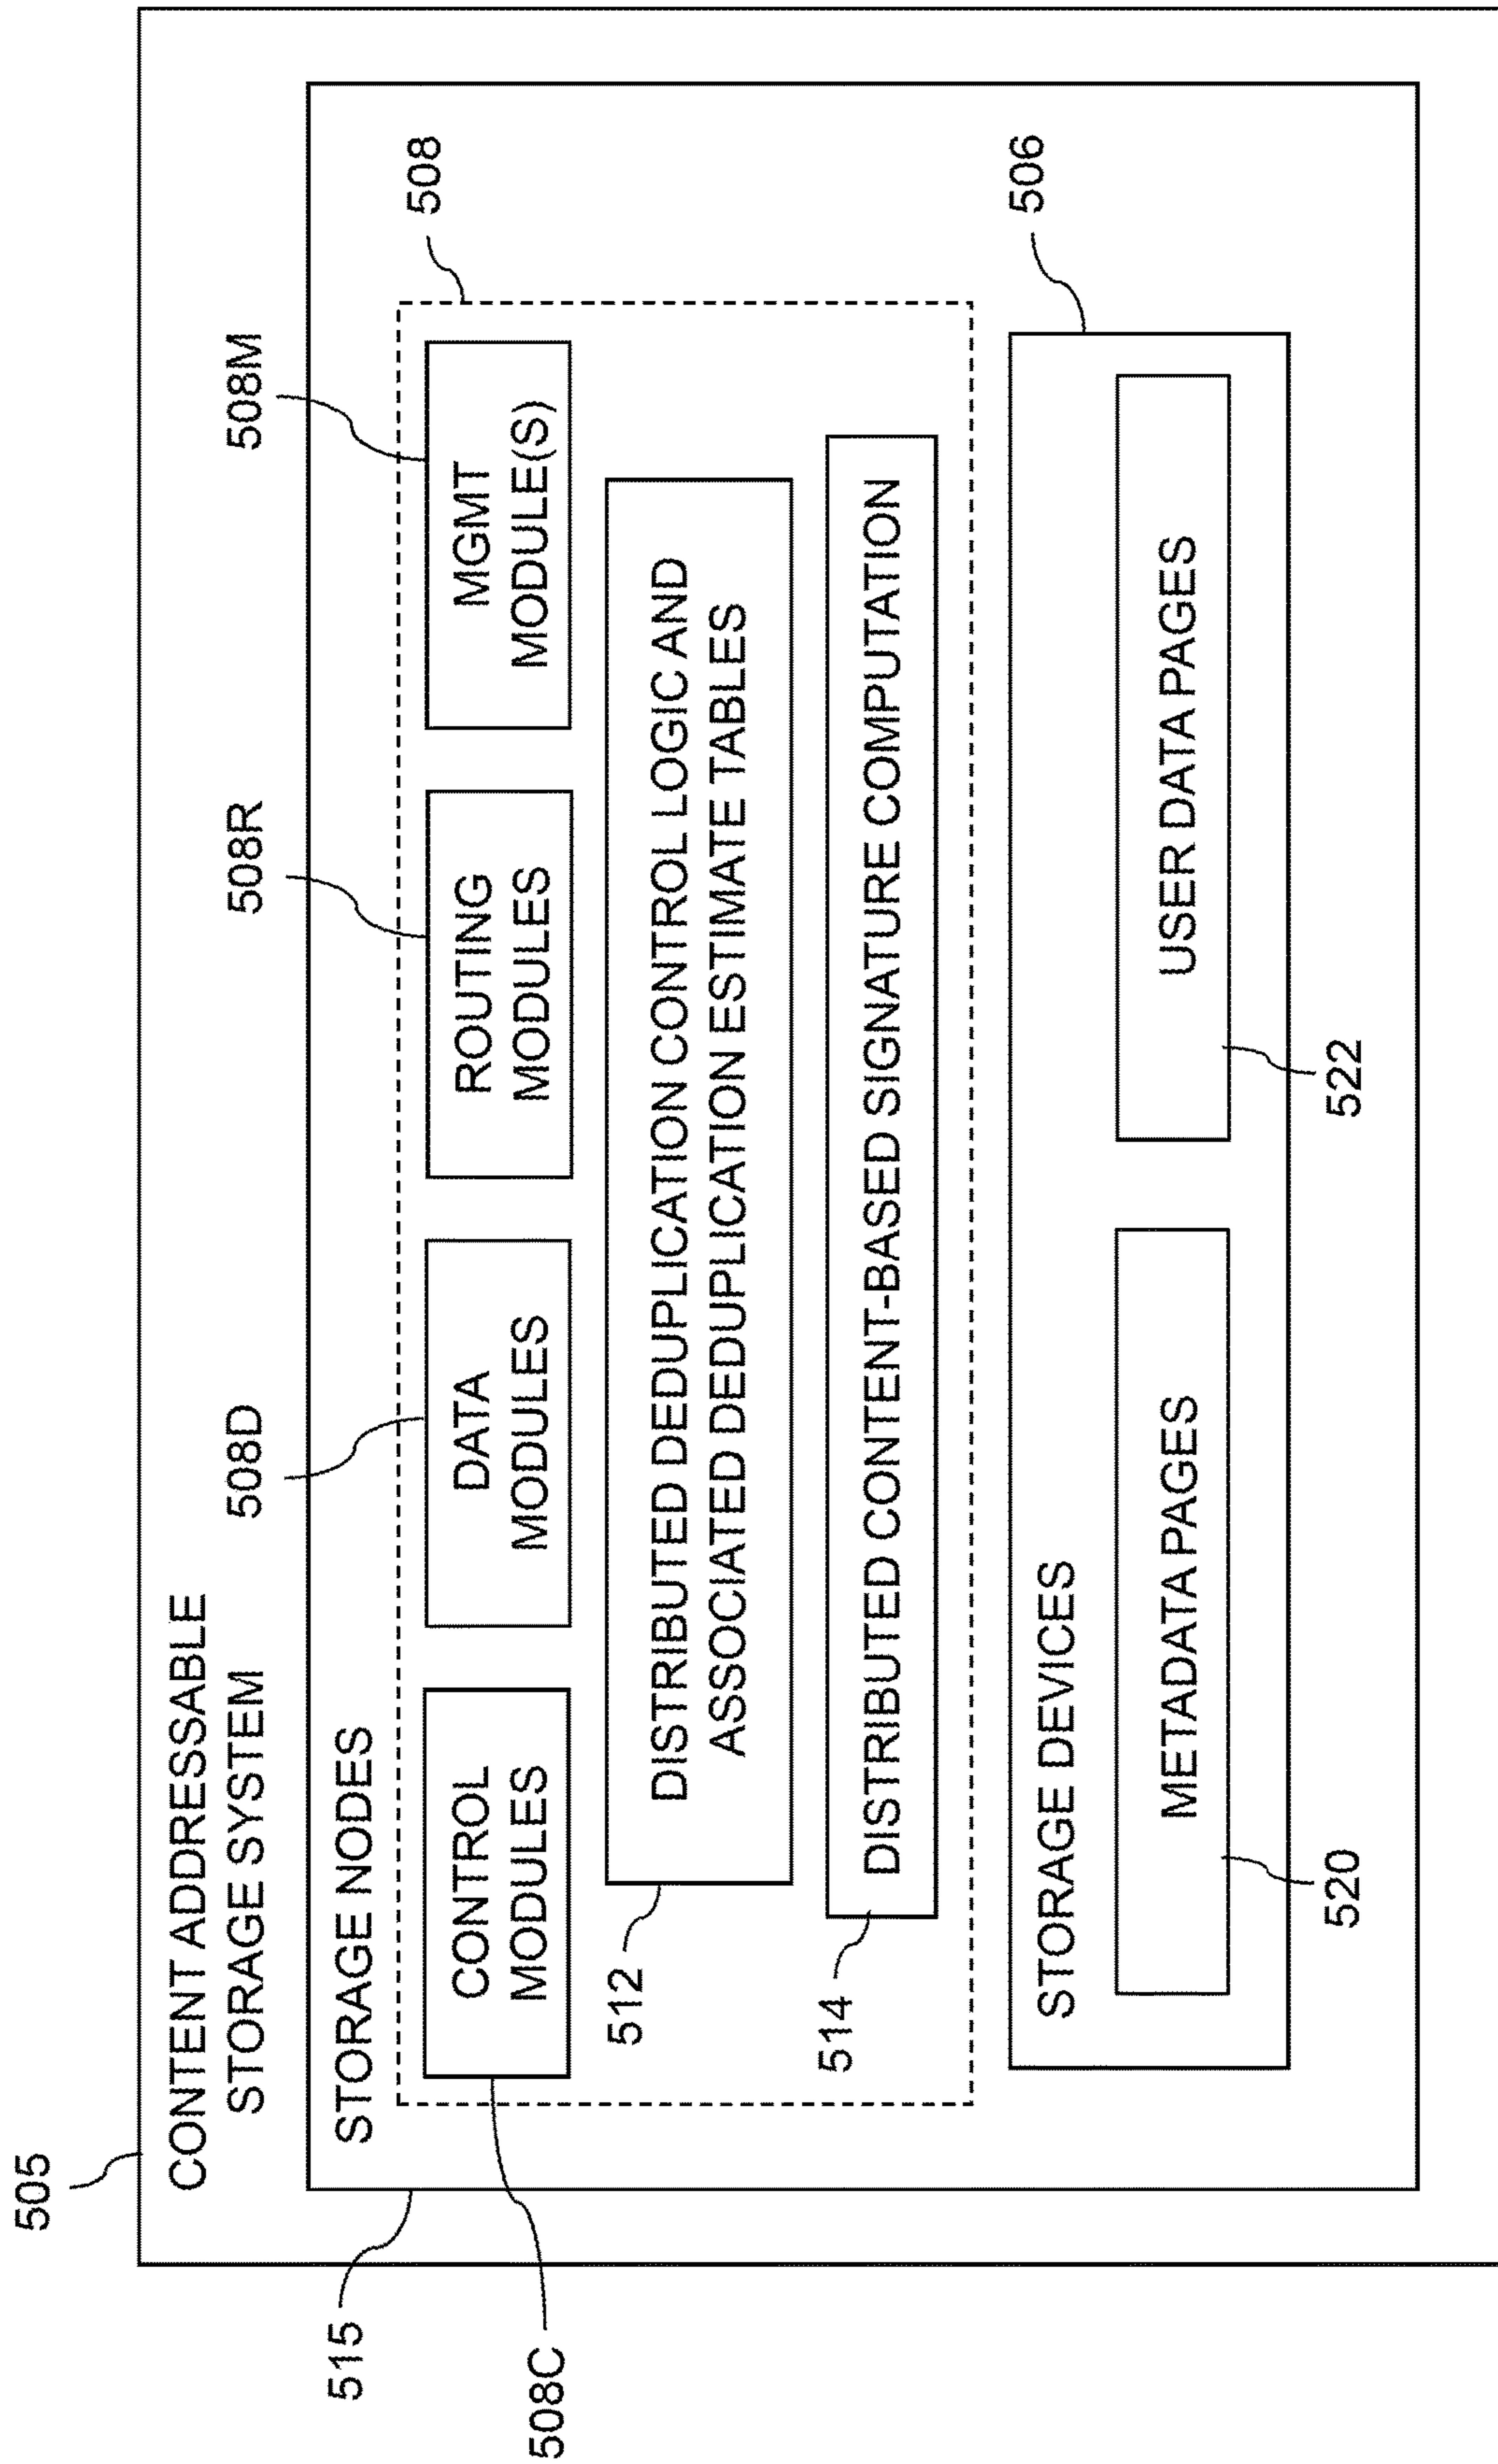 505
CONTENT ADDRESSABLE
STORAGE SYSTEM
508D
508R
508M
515
STORAGE NODES
508
508C
CONTROL
MODULES
DATA
MODULES
ROUTING
MODULES
MGMT
MODULE(S)
512
DISTRIBUTED DEDUPLICATION CONTROL LOGIC AND
ASSOCIATED DEDUPLICATION ESTIMATE TABLES
514
DISTRIBUTED CONTENT-BASED SIGNATURE COMPUTATION
STORAGE DEVICES
506
METADATA PAGES
USER DATA PAGES
520
522